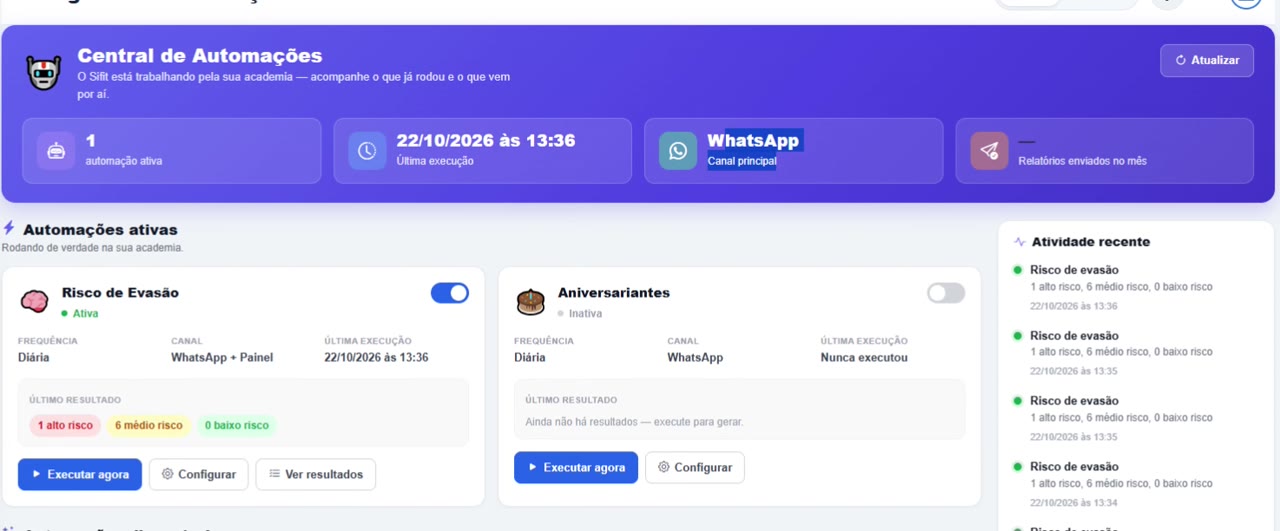 Central de Automações
O Sifit está trabalhando pela sua academia — acompanhe o que já rodou e o que vem
por aí.
Atualizar
1
automação ativa
22/10/2026 às 13:36
Última execução
WhatsApp
Canal principal
—
Relatórios enviados no mês
Automações ativas
Rodando de verdade na sua academia.
Risco de Evasão
Ativa
FREQUÊNCIA
CANAL
ÚLTIMA EXECUÇÃO
Diária
WhatsApp + Painel
22/10/2026 às 13:36
ÚLTIMO RESULTADO
1 alto risco
6 médio risco
0 baixo risco
Executar agora
Configurar
Ver resultados
Aniversariantes
Inativa
FREQUÊNCIA
CANAL
ÚLTIMA EXECUÇÃO
Diária
WhatsApp
Nunca executou
ÚLTIMO RESULTADO
Ainda não há resultados — execute para gerar.
Executar agora
Configurar
Atividade recente
Risco de evasão
1 alto risco, 6 médio risco, 0 baixo risco
22/10/2026 às 13:36
Risco de evasão
1 alto risco, 6 médio risco, 0 baixo risco
22/10/2026 às 13:35
Risco de evasão
1 alto risco, 6 médio risco, 0 baixo risco
22/10/2026 às 13:35
Risco de evasão
1 alto risco, 6 médio risco, 0 baixo risco
22/10/2026 às 13:34